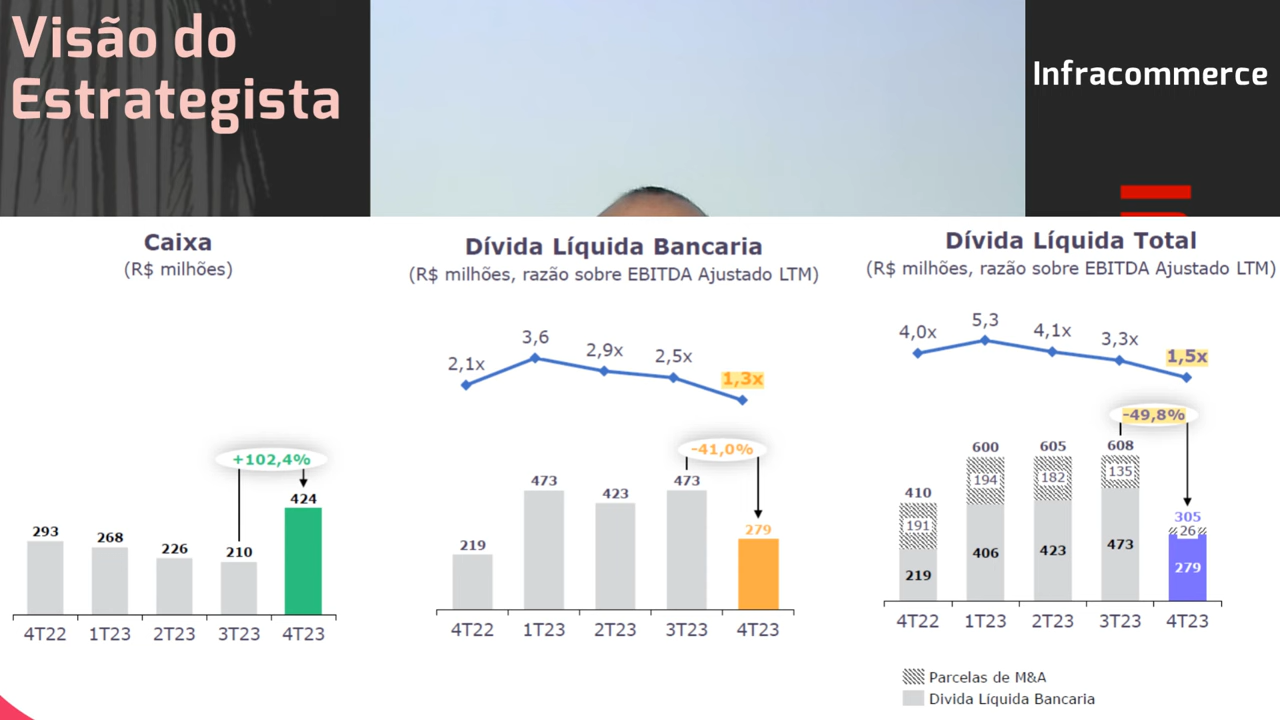 Visão do
Estrategista
Infracommerce
Caixa
(R$ milhões)
+102,4%
293
268
226
210
424
4T22
1T23
2T23
3T23
4T23
Dívida Líquida Bancaria
(R$ milhões, razão sobre EBITDA Ajustado LTM)
2,1x
3,6
2,9x
2,5x
1,3x
-41,0%
219
473
423
473
279
4T22
1T23
2T23
3T23
4T23
Dívida Líquida Total
(R$ milhões, razão sobre EBITDA Ajustado LTM)
4,0x
5,3
4,1x
3,3x
1,5x
-49,8%
410
600
605
608
305
191
194
182
135
26
219
406
423
473
279
4T22
1T23
2T23
3T23
4T23
Parcelas de M&A
Divida Líquida Bancaria